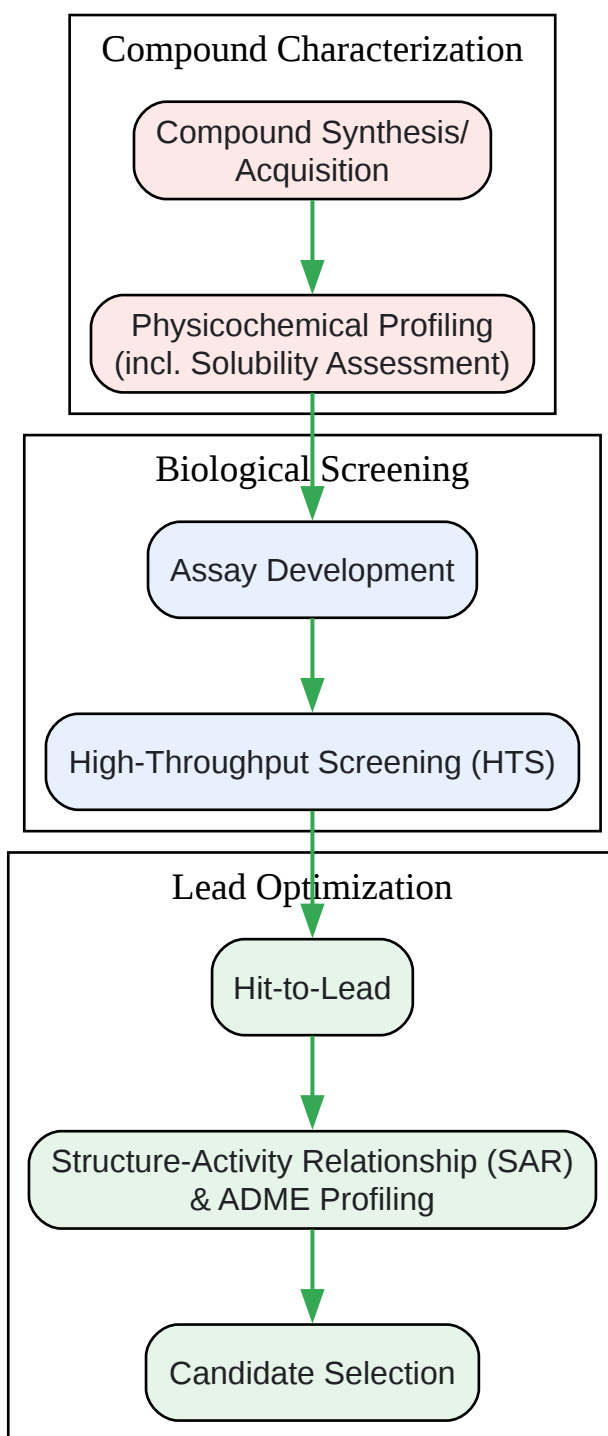 Compound Characterization
Compound Synthesis/
Acquisition
Physicochemical Profiling
(incl. Solubility Assessment)
Biological Screening
Assay Development
High-Throughput Screening (HTS)
Lead Optimization
Hit-to-Lead
Structure-Activity Relationship (SAR)
& ADME Profiling
Candidate Selection